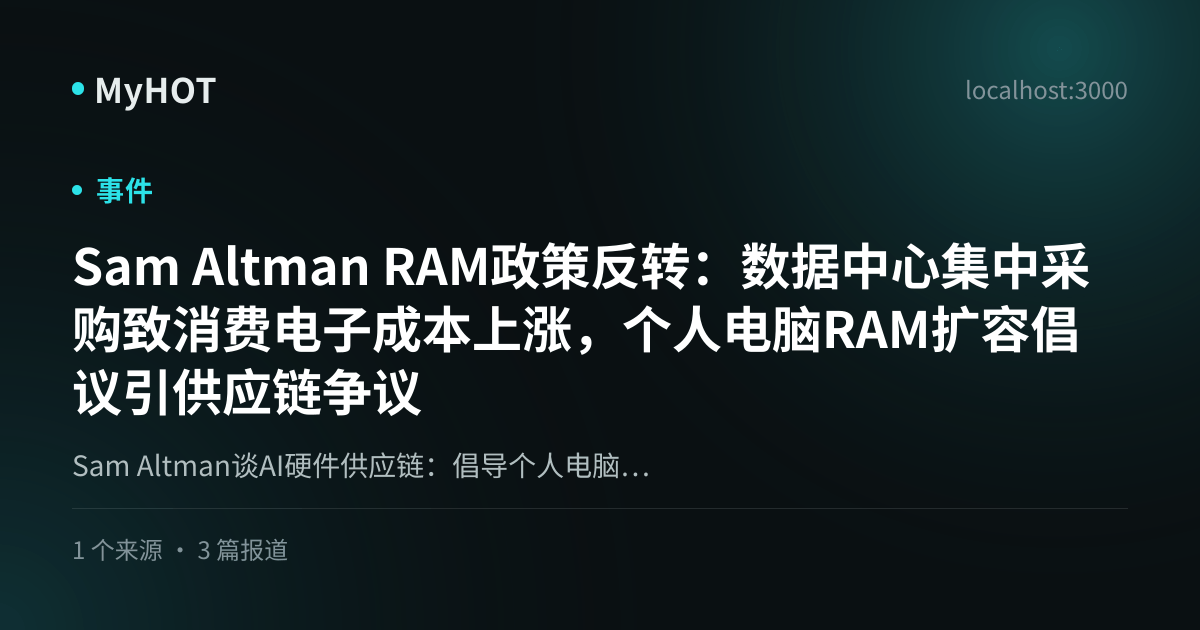 MyHOT
localhost:3000
事件
Sam Altman RAM政策反转：数据中心集中采
购致消费电子成本上涨，个人电脑RAM扩容倡
议引供应链争议
Sam Altman谈AI硬件供应链：倡导个人电脑…
1 个来源 · 3 篇报道